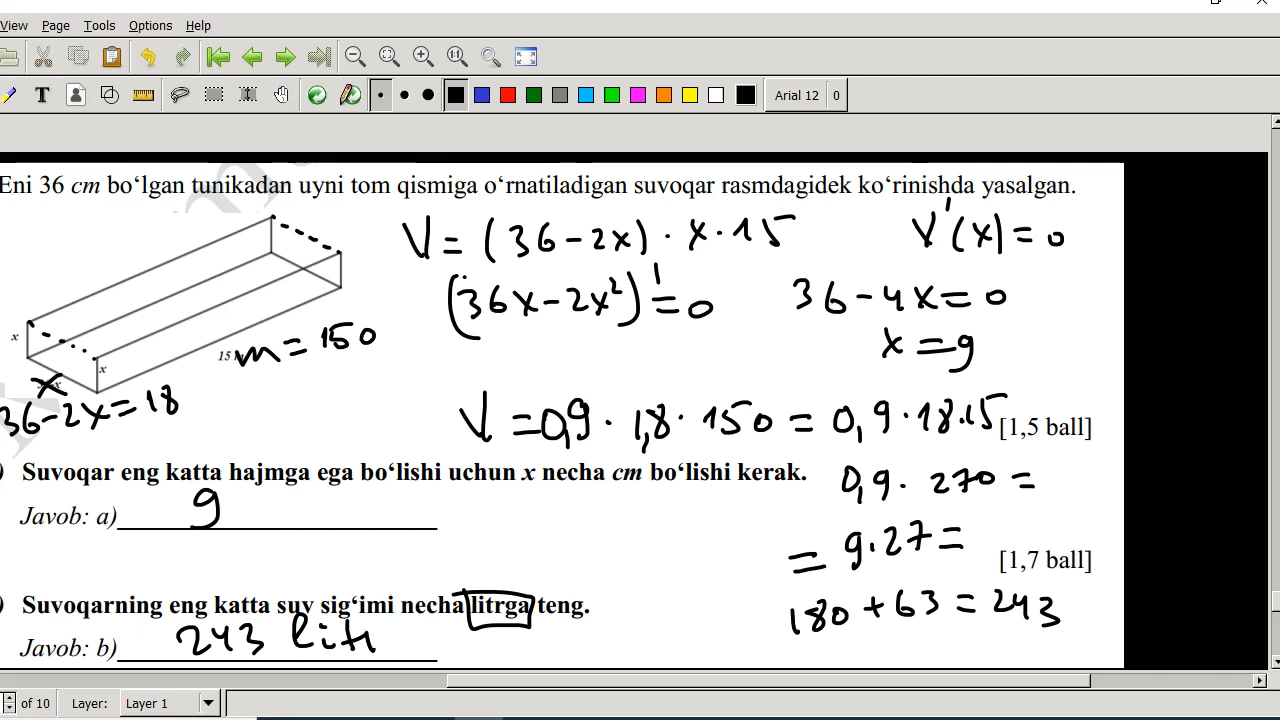 View Page Tools Options Help
Arial 12 0
Eni 36 cm bo‘lgan tunikadan uyni tom qismiga o‘rnatiladigan suvoqar rasmdagidek ko‘rinishda yasalgan.
V = (36 - 2x) · x · 15
V'(x) = 0
(36x - 2x²)' = 0
36 - 4x = 0
x = 9
x
x
15 m = 150
36 - 2x = 18
V = 0,9 · 1,8 · 150 = 0,9 · 18 · 15
[1,5 ball]
) Suvoqar eng katta hajmga ega bo‘lishi uchun x necha cm bo‘lishi kerak.
0,9 · 270 =
Javob: a) 9
= 9 · 27 =
[1,7 ball]
) Suvoqarning eng katta suv sig‘imi necha litrga teng.
180 + 63 = 243
Javob: b) 243 litr
of 10 Layer: Layer 1